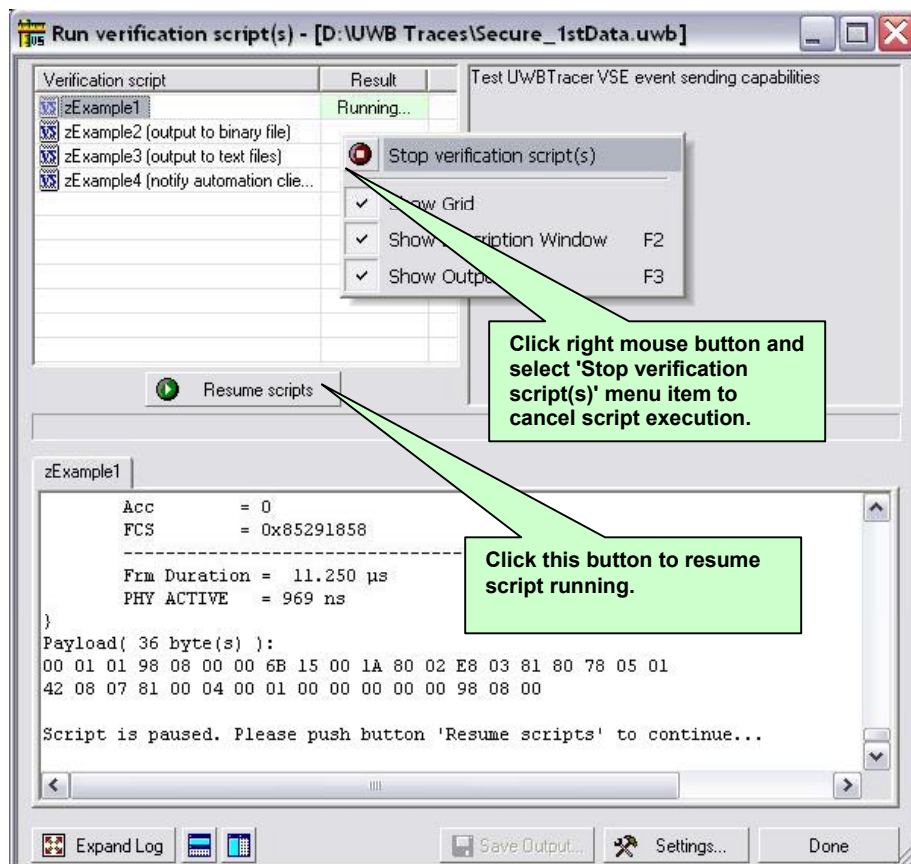 Run verification script(s) - [D:\UWB Traces\Secure_1stData.uwb]
Verification script Result
Test UWBTracer VSE event sending capabilities
zExample1 Running...
zExample2 (output to binary file)
zExample3 (output to text files)
zExample4 (notify automation clie...
Stop verification script(s)
Show Grid
Show Description Window F2
Show Outp F3
Click right mouse button and
select 'Stop verification
script(s)' menu item to
cancel script execution.
Resume scripts
zExample1
Acc = 0
FCS = 0x85291858
----------------------------------
Frm Duration = 11.250 µs
PHY ACTIVE = 969 ns
}
Payload( 36 byte(s) ):
00 01 01 98 08 00 00 6B 15 00 1A 80 02 E8 03 81 80 78 05 01
42 08 07 81 00 04 00 01 00 00 00 00 00 98 08 00
Script is paused. Please push button 'Resume scripts' to continue...
Click this button to resume
script running.
Expand Log Save Output... Settings... Done